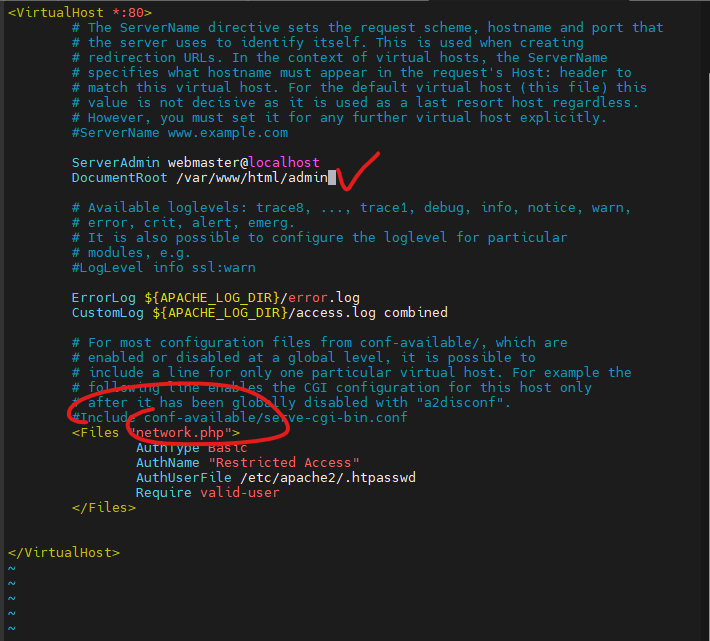 <VirtualHost *:80>
# The ServerName directive sets the request scheme, hostname and port that
# the server uses to identify itself. This is used when creating
# redirection URLs. In the context of virtual hosts, the ServerName
# specifies what hostname must appear in the request's Host: header to
# match this virtual host. For the default virtual host (this file) this
# value is not decisive as it is used as a last resort host regardless.
# However, you must set it for any further virtual host explicitly.
#ServerName www.example.com
ServerAdmin webmaster@localhost
DocumentRoot /var/www/html/admin
# Available loglevels: trace8, ..., trace1, debug, info, notice, warn,
# error, crit, alert, emerg.
# It is also possible to configure the loglevel for particular
# modules, e.g.
#LogLevel info ssl:warn
ErrorLog ${APACHE_LOG_DIR}/error.log
CustomLog ${APACHE_LOG_DIR}/access.log combined
# For most configuration files from conf-available/, which are
# enabled or disabled at a global level, it is possible to
# include a line for only one particular virtual host. For example the
# following line enables the CGI configuration for this host only
# after it has been globally disabled with "a2disconf".
#Include conf-available/serve-cgi-bin.conf
<Files "network.php">
AuthType Basic
AuthName "Restricted Access"
AuthUserFile /etc/apache2/.htpasswd
Require valid-user
</Files>
</VirtualHost>
~
~
~
~
~